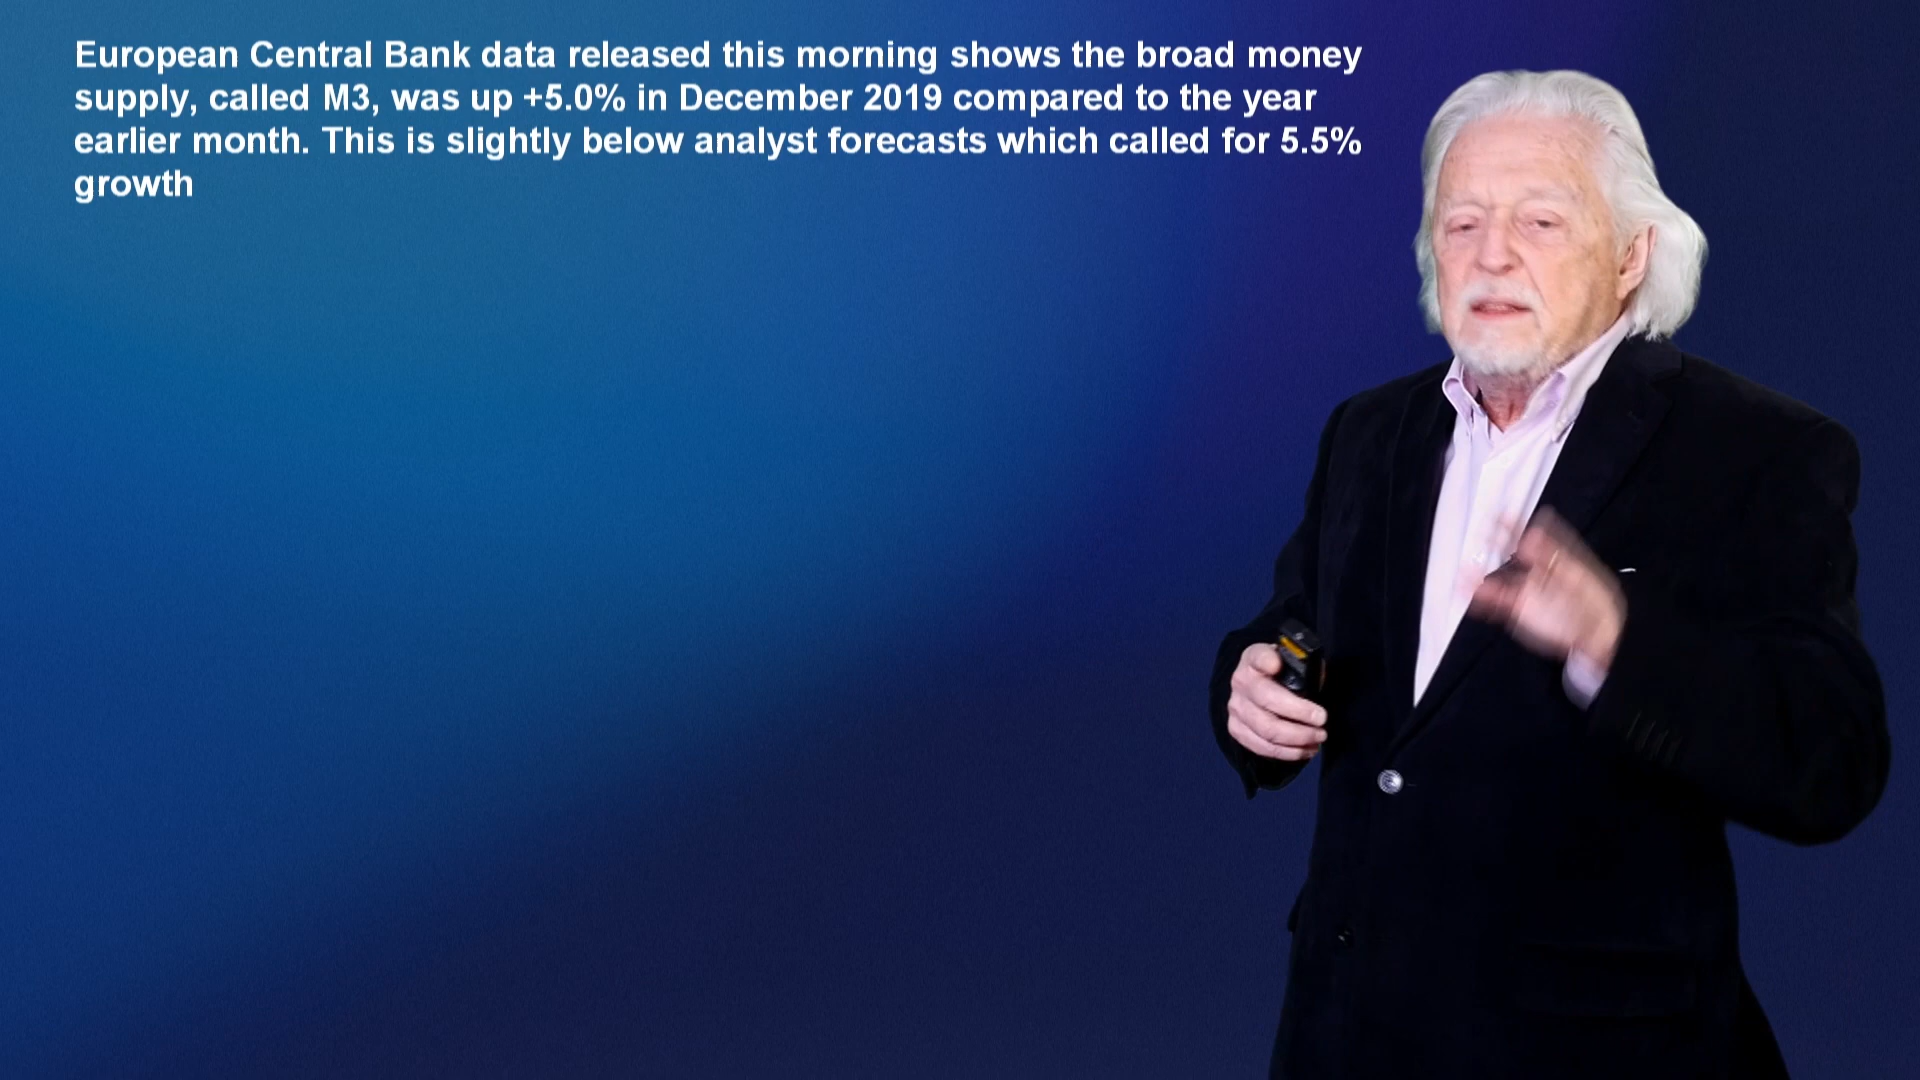 European Central Bank data released this morning shows the broad money
supply, called M3, was up +5.0% in December 2019 compared to the year
earlier month. This is slightly below analyst forecasts which called for 5.5%
growth